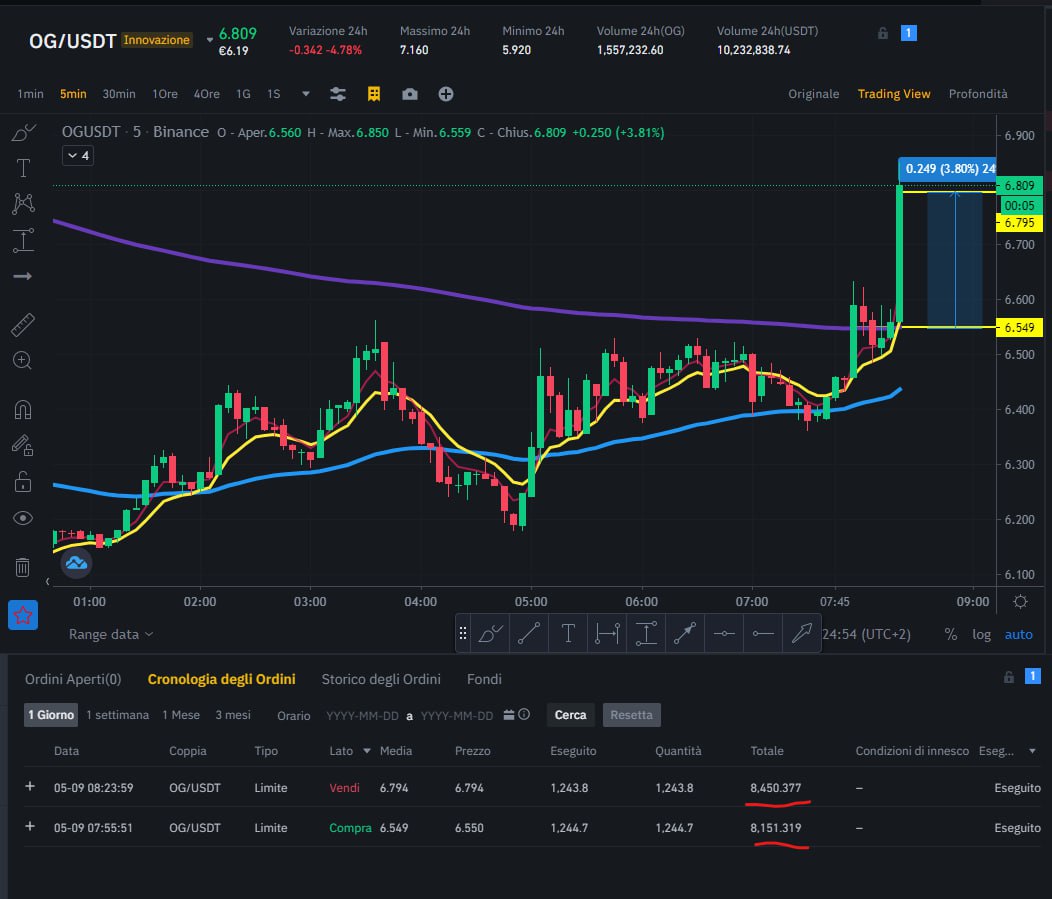 OG/USDT Innovazione 6.809 Variazione 24h Massimo 24h Minimo 24h Volume 24h(OG) Volume 24h(USDT) 1
€6.19 -0.342 -4.78% 7.160 5.920 1,557,232.60 10,232,838.74
1min 5min 30min 1Ore 4Ore 1G 1S Originale Trading View Profondità
OGUSDT · 5 · Binance O - Aper.6.560 H - Max.6.850 L - Min.6.559 C - Chius.6.809 +0.250 (+3.81%)
4
6.900
0.249 (3.80%) 24
6.809
00:05
6.795
6.700
6.600
6.549
6.500
6.400
6.300
6.200
6.100
01:00 02:00 03:00 04:00 05:00 06:00 07:00 07:45 09:00
Range data 24:54 (UTC+2) % log auto
Ordini Aperti(0) Cronologia degli Ordini Storico degli Ordini Fondi 1
1 Giorno 1 settimana 1 Mese 3 mesi Orario YYYY-MM-DD a YYYY-MM-DD Cerca Resetta
Data Coppia Tipo Lato Media Prezzo Eseguito Quantità Totale Condizioni di innesco Eseg...
+ 05-09 08:23:59 OG/USDT Limite Vendi 6.794 6.794 1,243.8 1,243.8 8,450.377 – Eseguito
+ 05-09 07:55:51 OG/USDT Limite Compra 6.549 6.550 1,244.7 1,244.7 8,151.319 – Eseguito